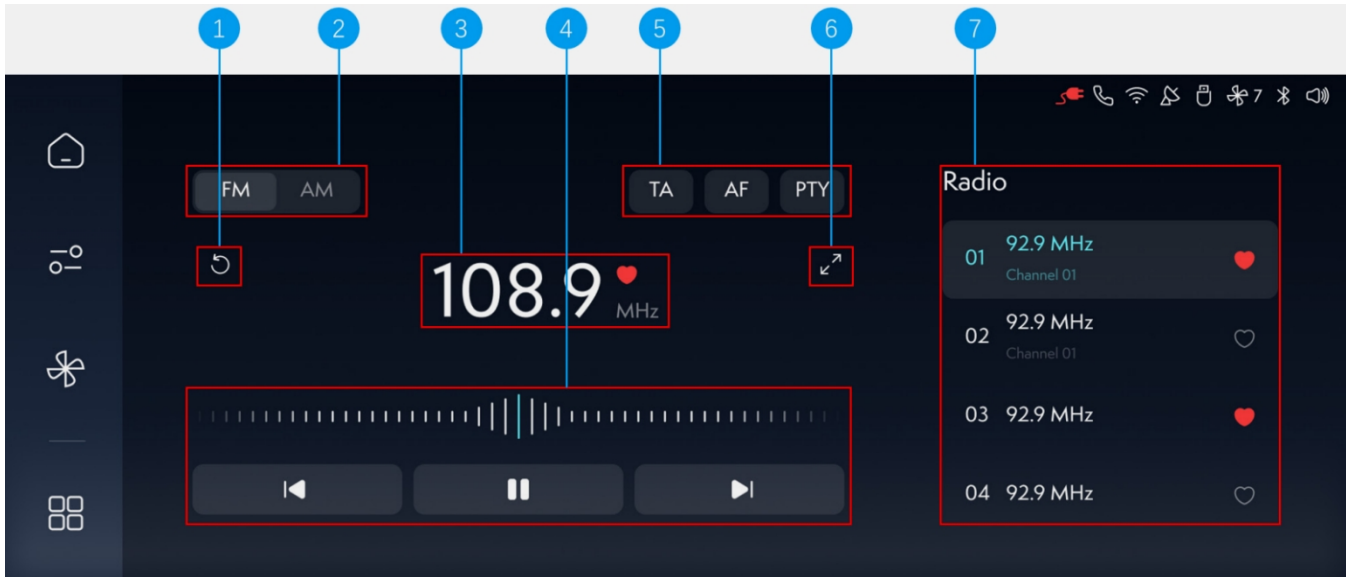 1 2 3 4 5 6 7
7
FM AM
TA AF PTY
Radio
108.9 MHz
01 92.9 MHz
Channel 01
02 92.9 MHz
Channel 01
03 92.9 MHz
04 92.9 MHz